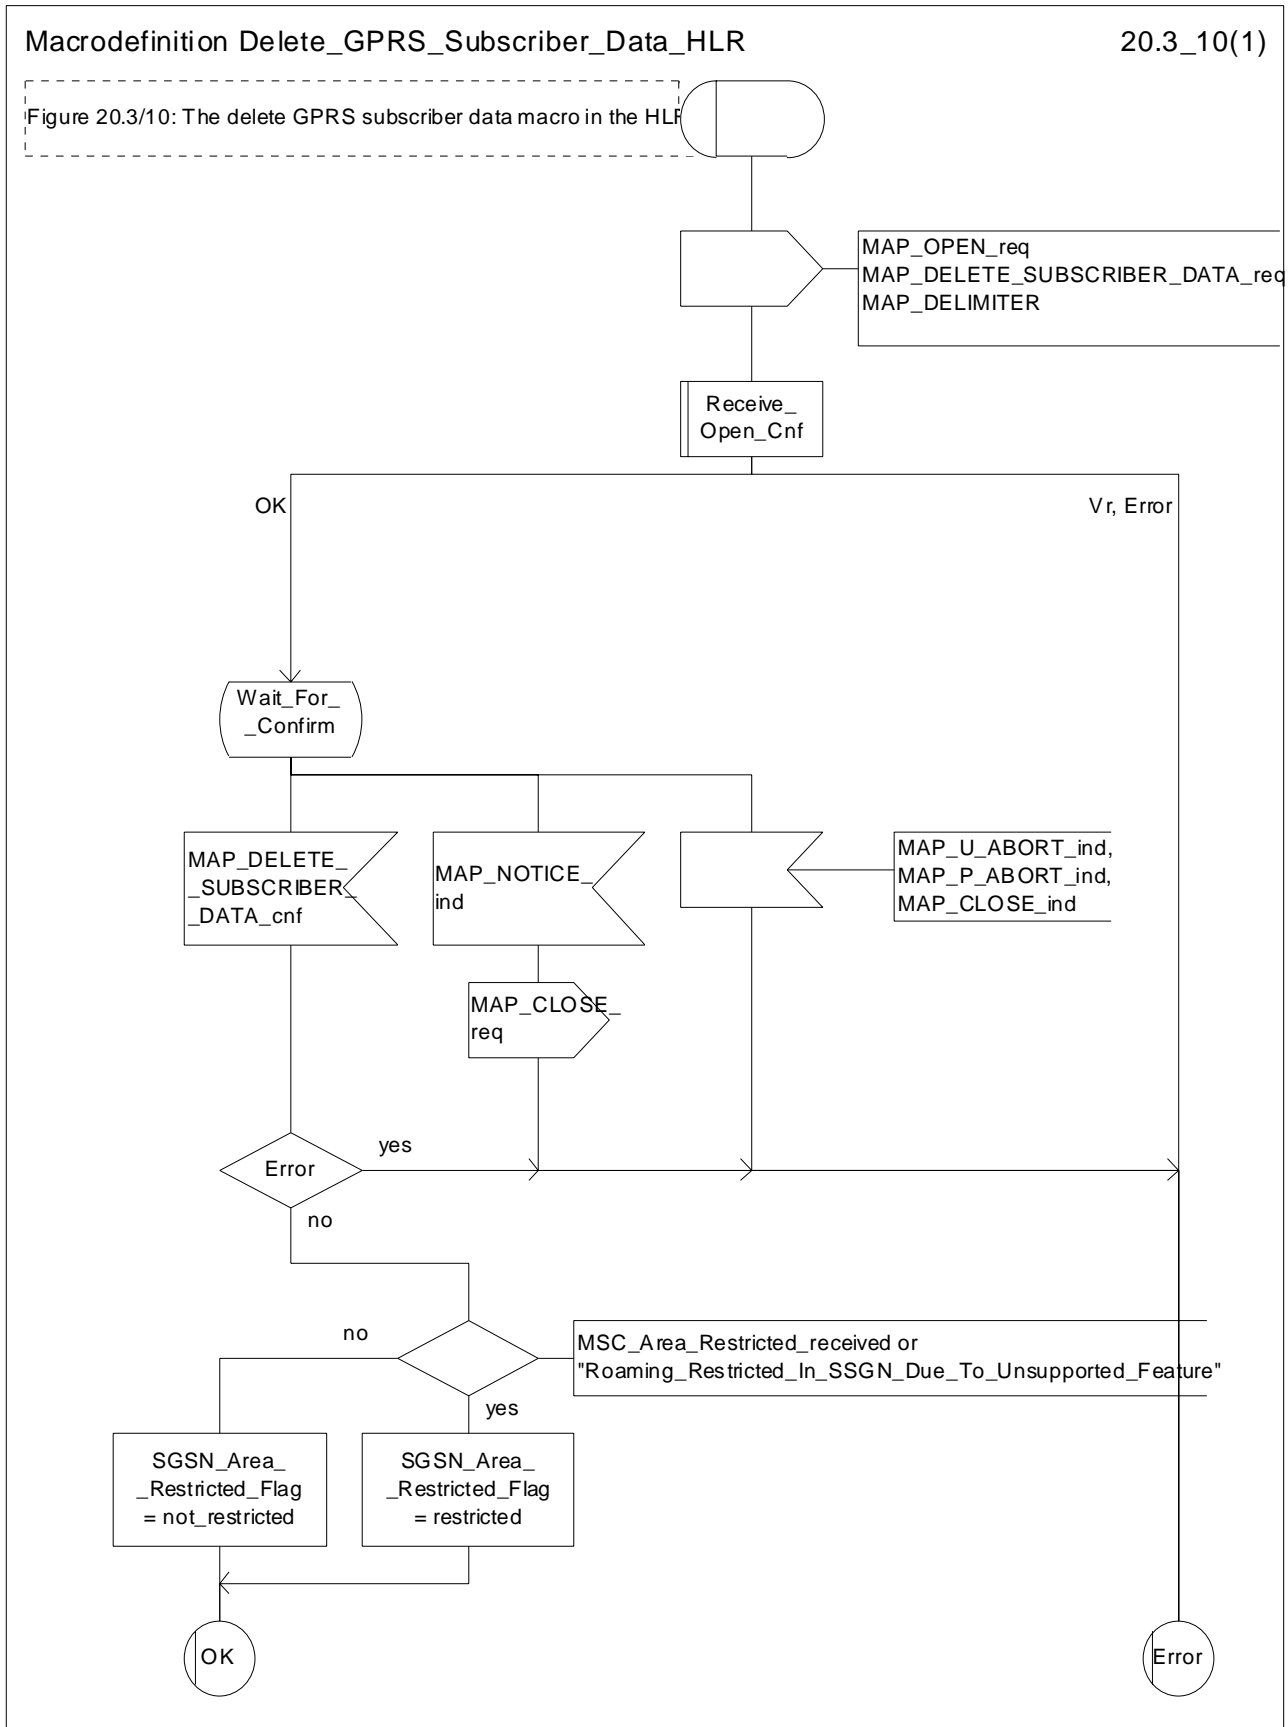 Macrodefinition Delete_GPRS_Subscriber_Data_HLR
20.3_10(1)
Figure 20.3/10: The delete GPRS subscriber data macro in the HLR
MAP_OPEN_req
MAP_DELETE_SUBSCRIBER_DATA_req
MAP_DELIMITER
Receive_
Open_Cnf
OK
Vr, Error
Wait_For_
_Confirm
MAP_DELETE_
_SUBSCRIBER_
_DATA_cnf
MAP_NOTICE_
ind
MAP_U_ABORT_ind,
MAP_P_ABORT_ind,
MAP_CLOSE_ind
MAP_CLOSE_
req
Error
yes
no
no
MSC_Area_Restricted_received or
"Roaming_Restricted_In_SSGN_Due_To_Unsupported_Feature"
yes
SGSN_Area_
_Restricted_Flag
= not_restricted
SGSN_Area_
_Restricted_Flag
= restricted
OK
Error